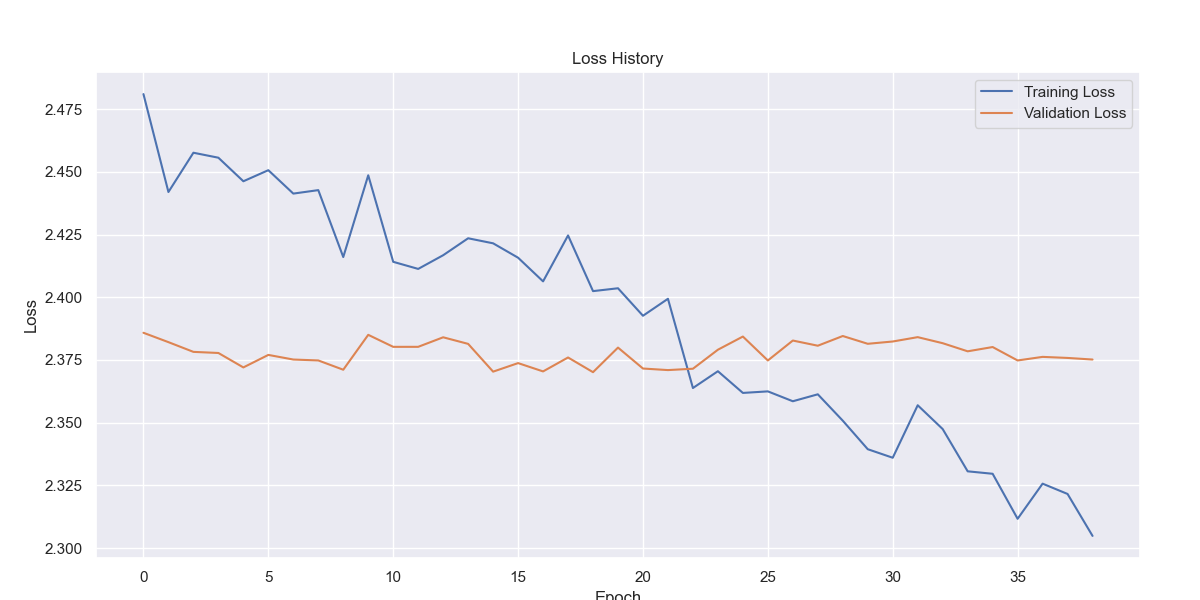 Loss History
Training Loss
Validation Loss
Loss
2.475
2.450
2.425
2.400
2.375
2.350
2.325
2.300
0 5 10 15 20 25 30 35
Epoch